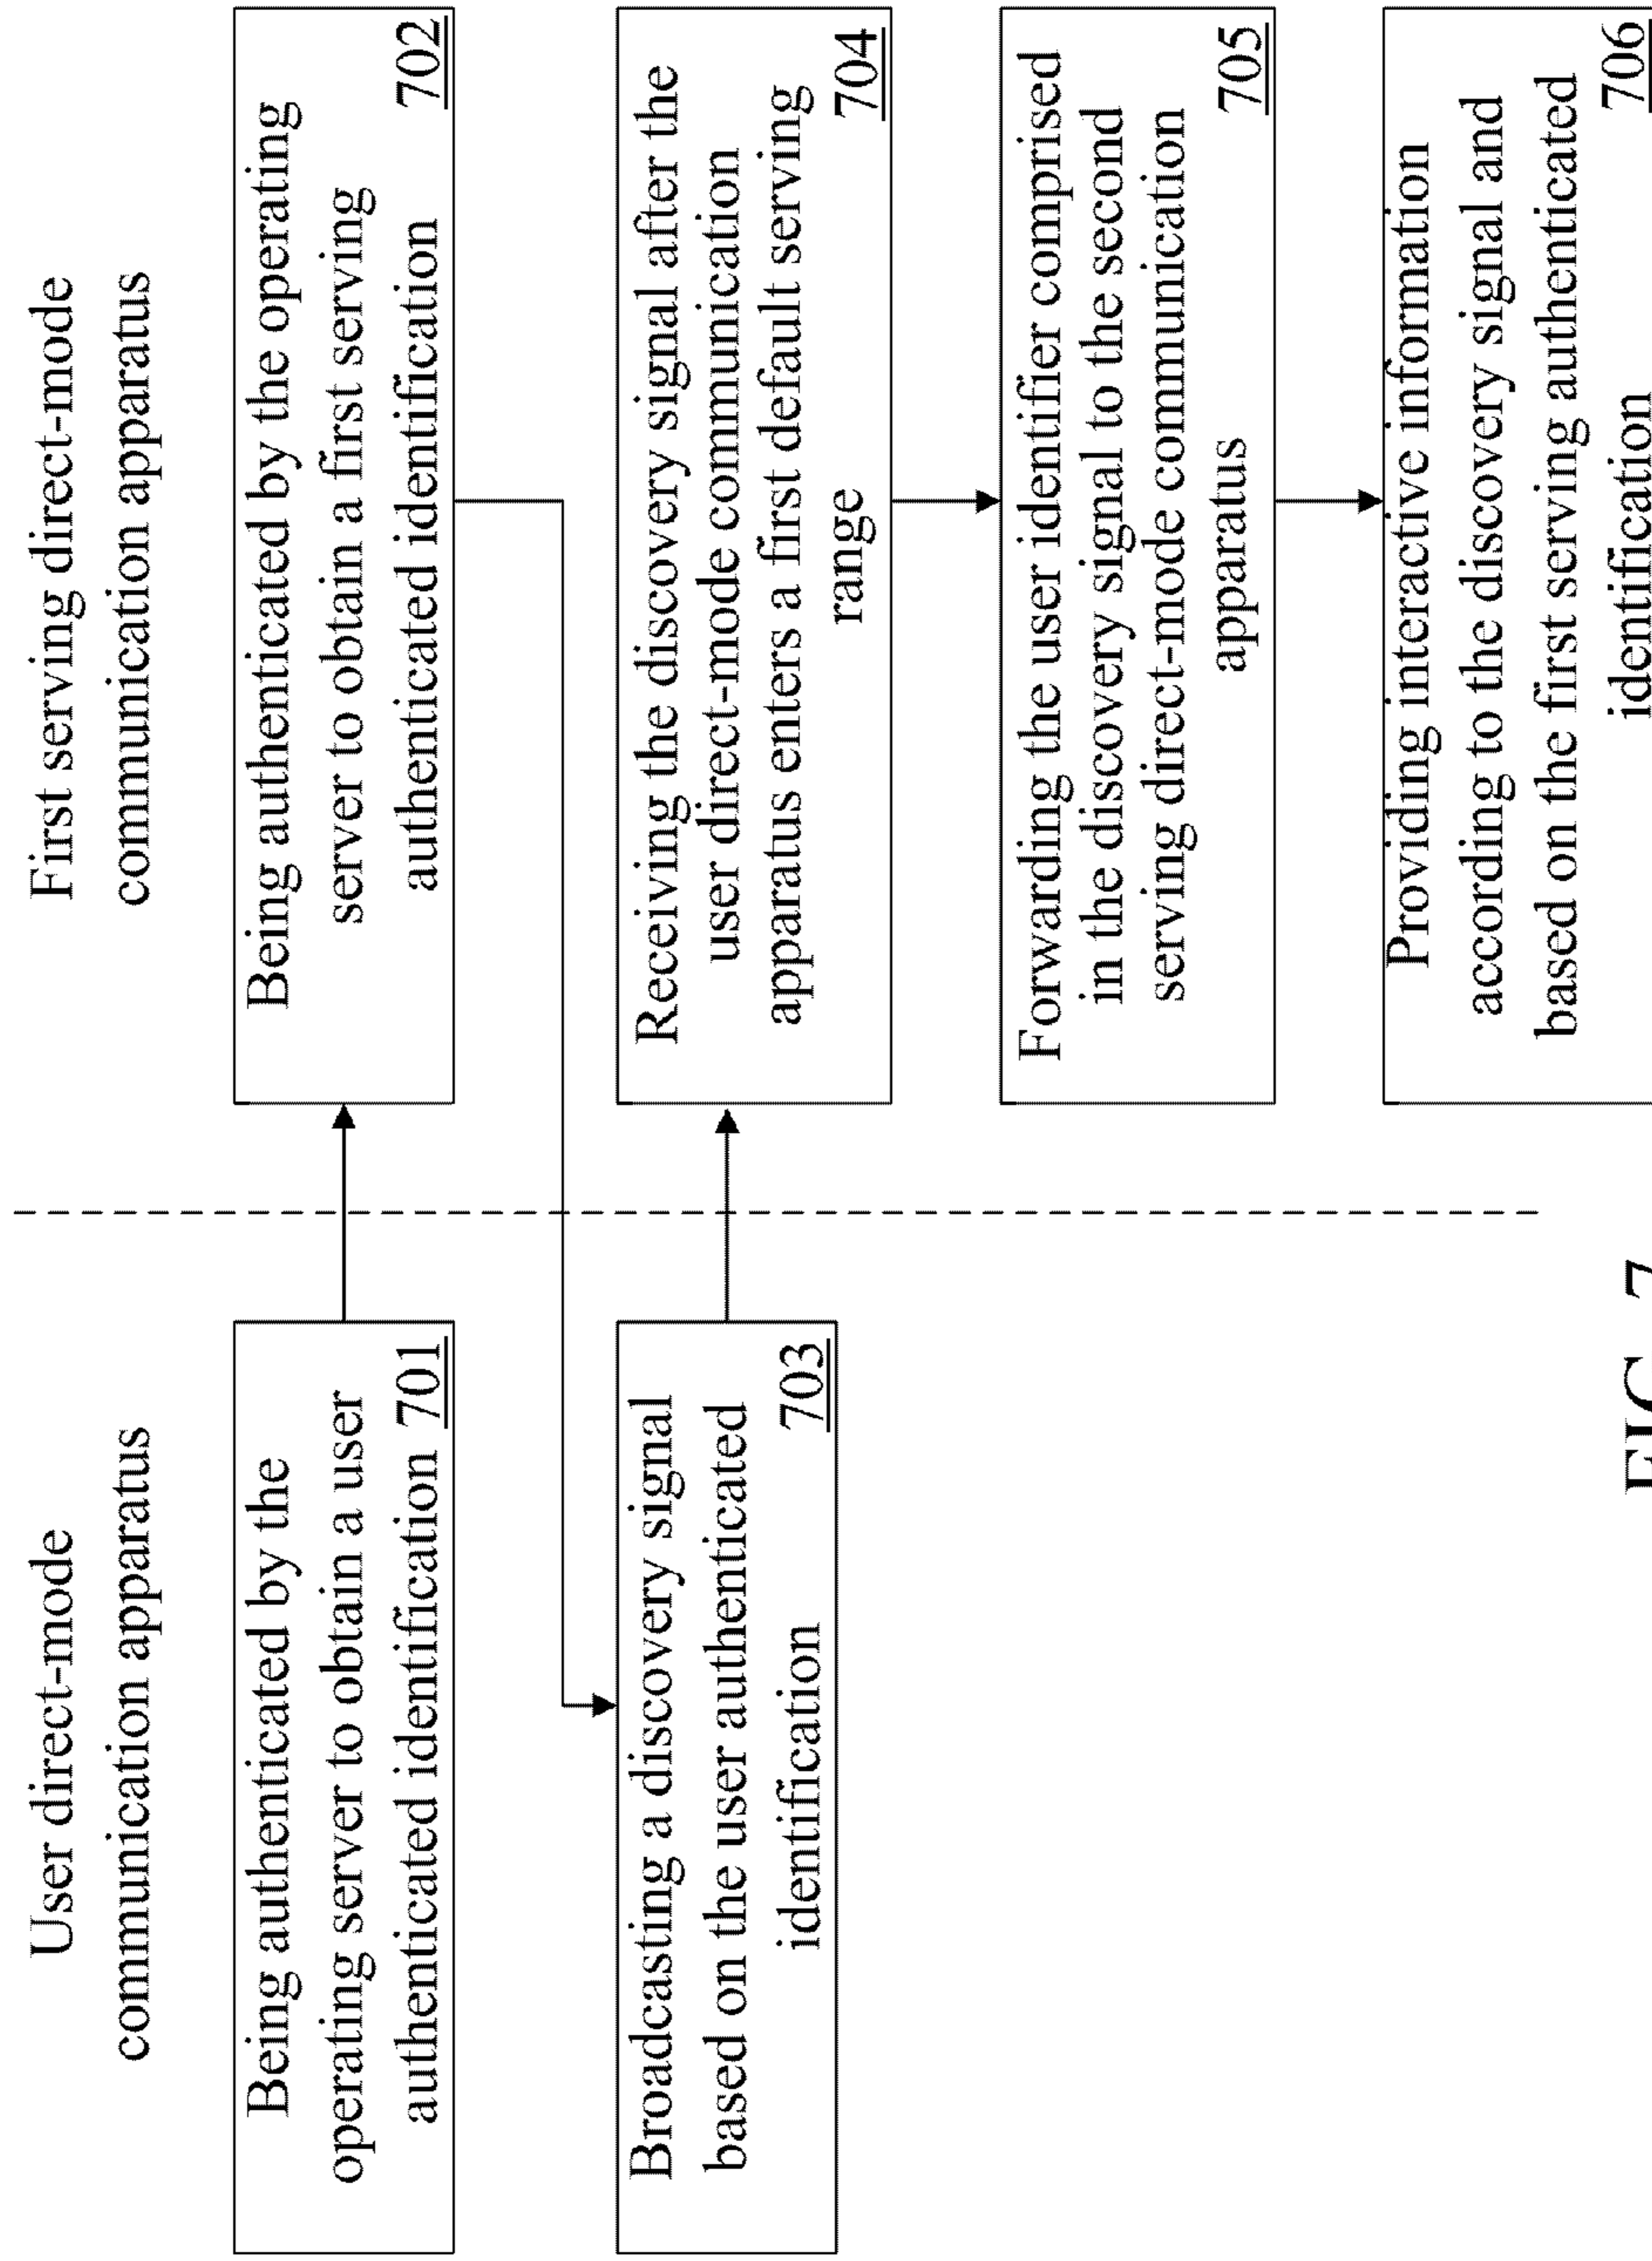 User direct-mode
communication apparatus
First serving direct-mode
communication apparatus
Being authenticated by the
operating server to obtain a user
authenticated identification 701
Being authenticated by the operating
server to obtain a first serving
authenticated identification 702
Broadcasting a discovery signal
based on the user authenticated
identification 703
Receiving the discovery signal after the
user direct-mode communication
apparatus enters a first default serving
range 704
Forwarding the user identifier comprised
in the discovery signal to the second
serving direct-mode communication
apparatus 705
Providing interactive information
according to the discovery signal and
based on the first serving authenticated
identification 706
FIG. 7